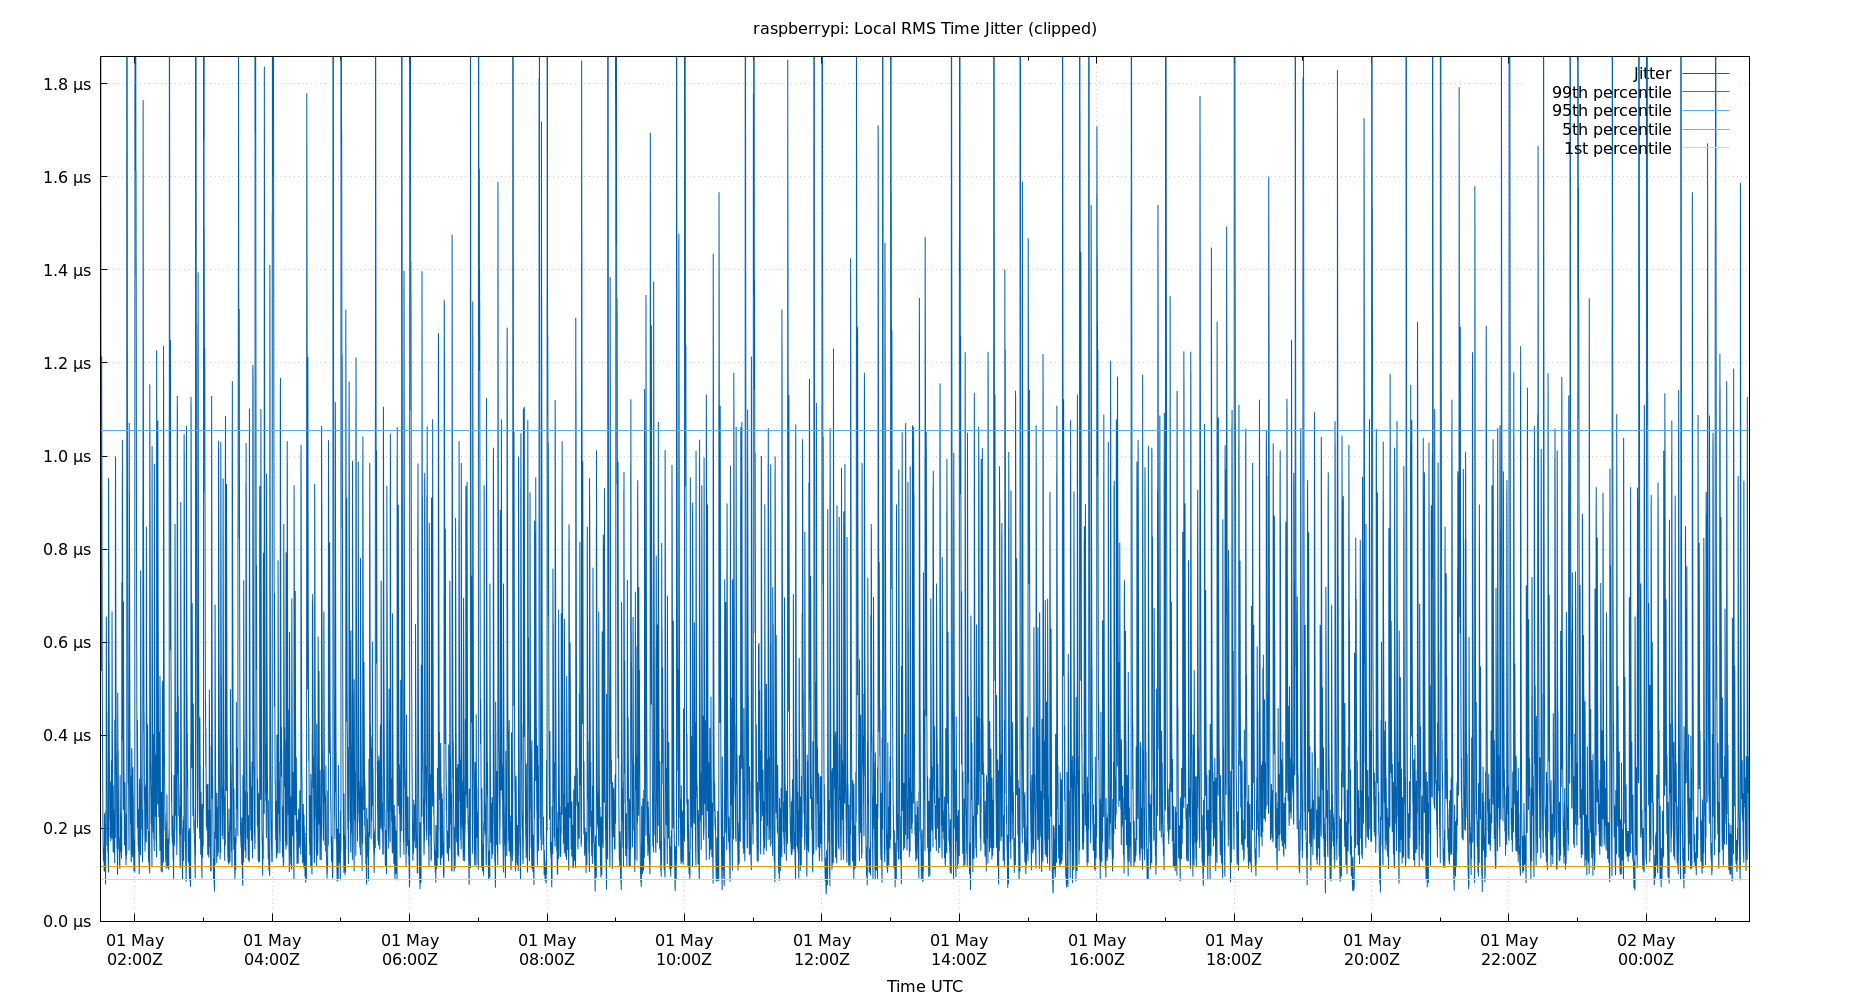 raspberrypi: Local RMS Time Jitter (clipped)
Jitter
99th percentile
95th percentile
5th percentile
1st percentile
1.8 µs
1.6 µs
1.4 µs
1.2 µs
1.0 µs
0.8 µs
0.6 µs
0.4 µs
0.2 µs
0.0 µs
01 May 01 May 01 May 01 May 01 May 01 May 01 May 01 May 01 May 01 May 01 May 02 May
02:00Z 04:00Z 06:00Z 08:00Z 10:00Z 12:00Z 14:00Z 16:00Z 18:00Z 20:00Z 22:00Z 00:00Z
Time UTC